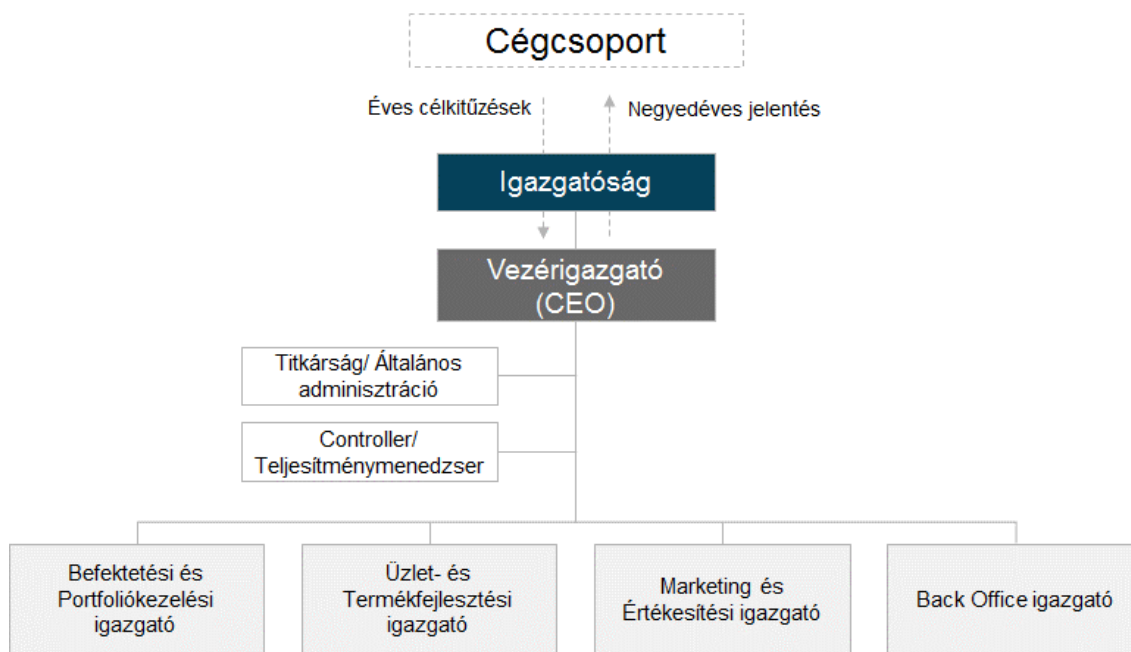 Cégcsoport
Éves célkitűzések
Negyedéves jelentés
Igazgatóság
Vezérigazgató
(CEO)
Titkárság/ Általános
adminisztráció
Controller/
Teljesítménymenedzser
Befektetési és
Portfoliókezelési
igazgató
Üzlet- és
Termékfejlesztési
igazgató
Marketing és
Értékesítési igazgató
Back Office igazgató